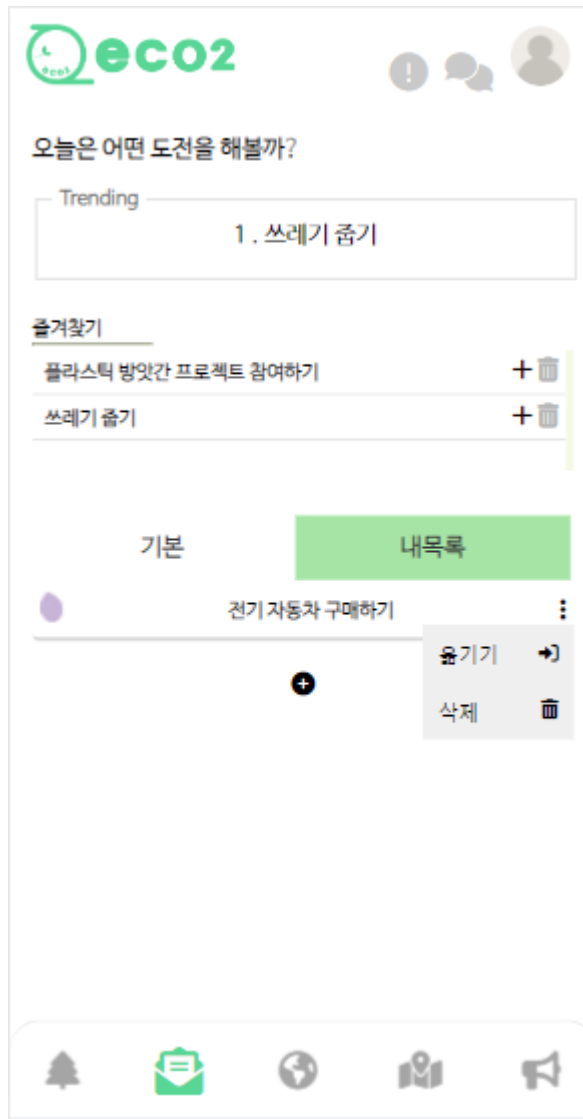 eco2
eco2
오늘은 어떤 도전을 해볼까?
Trending
1 . 쓰레기 줍기
즐겨찾기
플라스틱 방앗간 프로젝트 참여하기
쓰레기 줍기
기본
내목록
전기 자동차 구매하기
옮기기
삭제